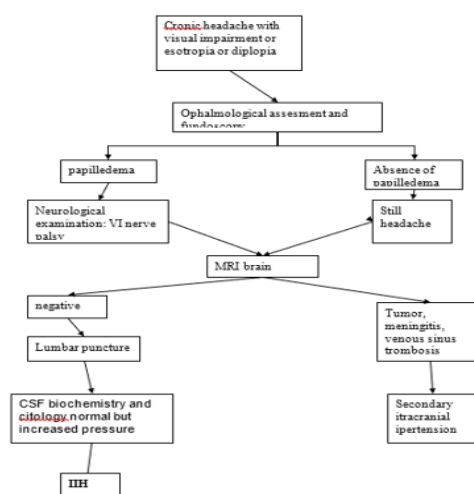 Cronic headache with
visual impairment or
esotropia or diplopia
Ophalmological assesment and
fundoscopy
papilledema
Absence of
papilledema
Neurological
examination: VI nerve
palsy
Still
headache
MRI brain
negative
Tumor,
meningitis,
venous sinus
trombosis
Lumbar puncture
CSF biochemistry and
citology normal but
increased pressure
Secondary
itracranial
ipertension
IIH